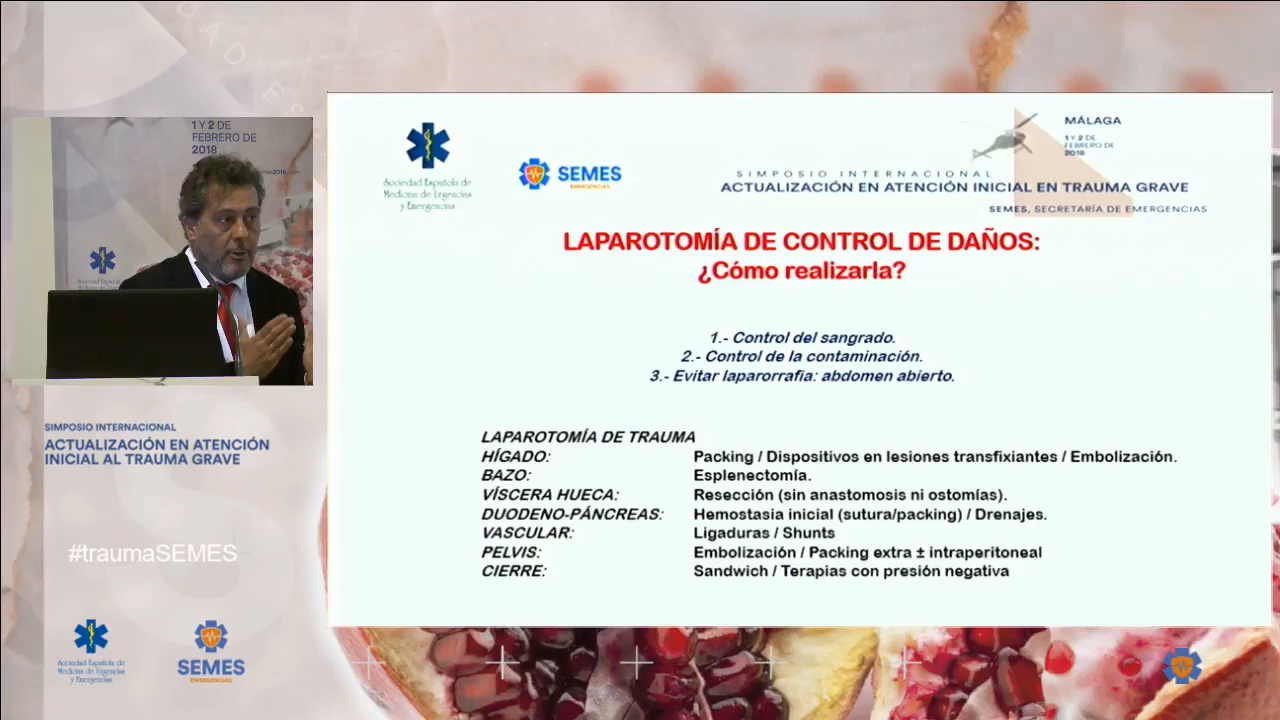 1 Y 2 DE
FEBRERO DE
2018
SIMPOSIO INTERNACIONAL
ACTUALIZACIÓN EN ATENCIÓN
INICIAL AL TRAUMA GRAVE
#traumaSEMES
Sociedad Española de
Medicina de Urgencias
y Emergencias
SEMES
EMERGENCIAS
Sociedad Española de
Medicina de Urgencias
y Emergencias
SEMES
EMERGENCIAS
MÁLAGA
1 Y 2 DE
FEBRERO DE
2018
SIMPOSIO INTERNACIONAL
ACTUALIZACIÓN EN ATENCIÓN INICIAL EN TRAUMA GRAVE
SEMES, SECRETARÍA DE EMERGENCIAS
LAPAROTOMÍA DE CONTROL DE DAÑOS:
¿Cómo realizarla?
1.- Control del sangrado.
2.- Control de la contaminación.
3.- Evitar laparorrafia: abdomen abierto.
LAPAROTOMÍA DE TRAUMA
HÍGADO: Packing / Dispositivos en lesiones transfixiantes / Embolización.
BAZO: Esplenectomía.
VÍSCERA HUECA: Resección (sin anastomosis ni ostomías).
DUODENO-PÁNCREAS: Hemostasia inicial (sutura/packing) / Drenajes.
VASCULAR: Ligaduras / Shunts
PELVIS: Embolización / Packing extra ± intraperitoneal
CIERRE: Sandwich / Terapias con presión negativa